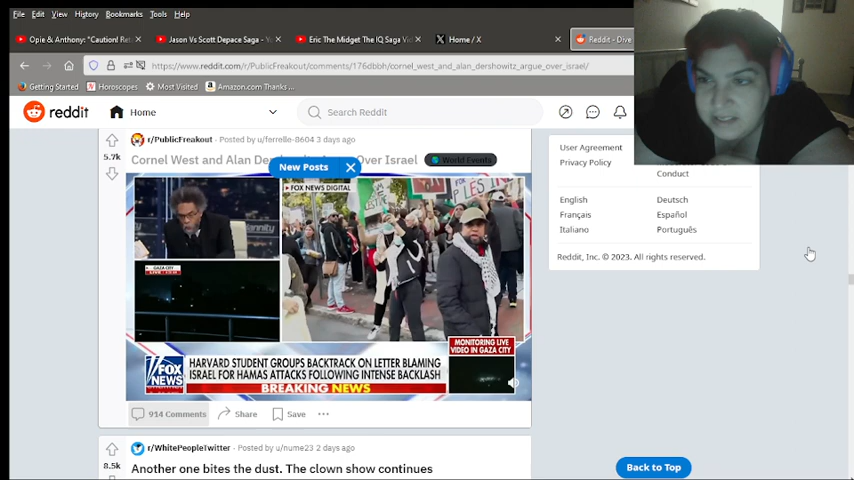 File Edit View History Bookmarks Tools Help
Opie & Anthony: "Caution! Ret
Jason Vs Scott Depace Saga - Y
Eric The Midget The IQ Saga Vid
Home / X
Reddit - Dive
https://www.reddit.com/r/PublicFreakout/comments/176dbbh/cornel_west_and_alan_dershowitz_argue_over_israel/
Getting Started Horoscopes Most Visited Amazon.com Thanks ...
reddit Home Search Reddit
r/PublicFreakout · Posted by u/ferrelle-8604 3 days ago
5.7k
Cornel West and Alan Over Israel World Events
New Posts
FOX NEWS DIGITAL
GAZA CITY
MONITORING LIVE
VIDEO IN GAZA CITY
FOX NEWS
HARVARD STUDENT GROUPS BACKTRACK ON LETTER BLAMING
ISRAEL FOR HAMAS ATTACKS FOLLOWING INTENSE BACKLASH
BREAKING NEWS
914 Comments Share Save ...
r/WhitePeopleTwitter · Posted by u/nume23 2 days ago
8.5k
Another one bites the dust. The clown show continues
User Agreement
Privacy Policy
Conduct
English Deutsch
Français Español
Italiano Português
Reddit, Inc. © 2023. All rights reserved.
Back to Top